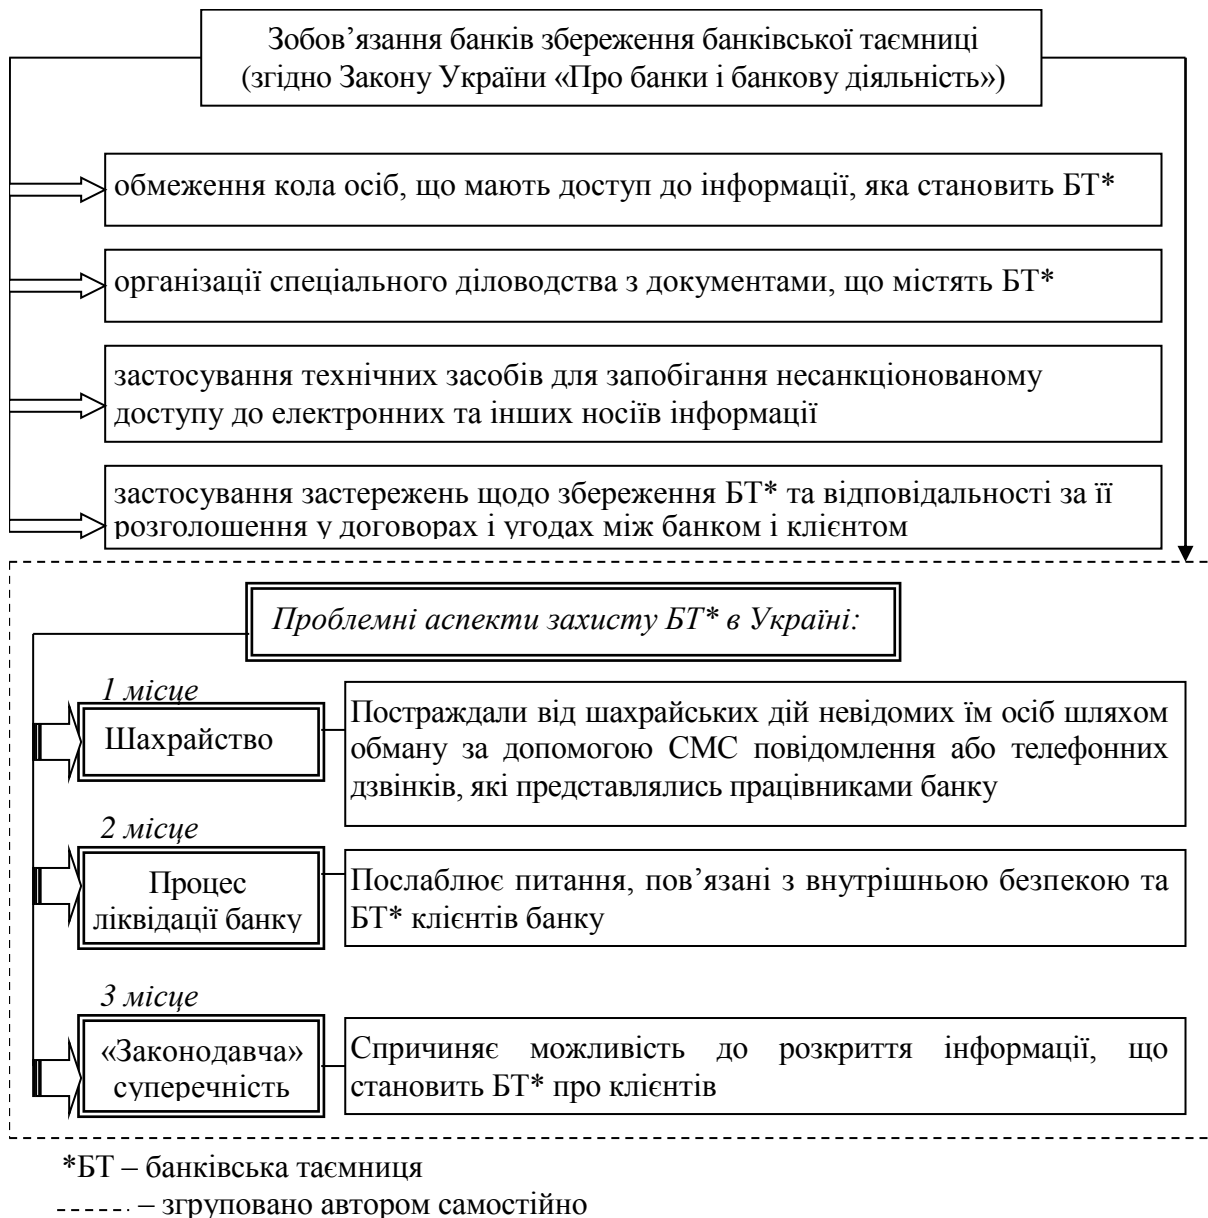 Зобов’язання банків збереження банківської таємниці
(згідно Закону України «Про банки і банкову діяльність»)
обмеження кола осіб, що мають доступ до інформації, яка становить БТ*
організації спеціального діловодства з документами, що містять БТ*
застосування технічних засобів для запобігання несанкціонованому
доступу до електронних та інших носіїв інформації
застосування застережень щодо збереження БТ* та відповідальності за її
розголошення у договорах і угодах між банком і клієнтом
Проблемні аспекти захисту БТ* в Україні:
1 місце
Шахрайство
Постраждали від шахрайських дій невідомих їм осіб шляхом
обману за допомогою СМС повідомлення або телефонних
дзвінків, які представлялись працівниками банку
2 місце
Процес
ліквідації банку
Послаблює питання, пов’язані з внутрішньою безпекою та
БТ* клієнтів банку
3 місце
«Законодавча»
суперечність
Спричиняє можливість до розкриття інформації, що
становить БТ* про клієнтів
*БТ – банківська таємниця
------ – згруповано автором самостійно